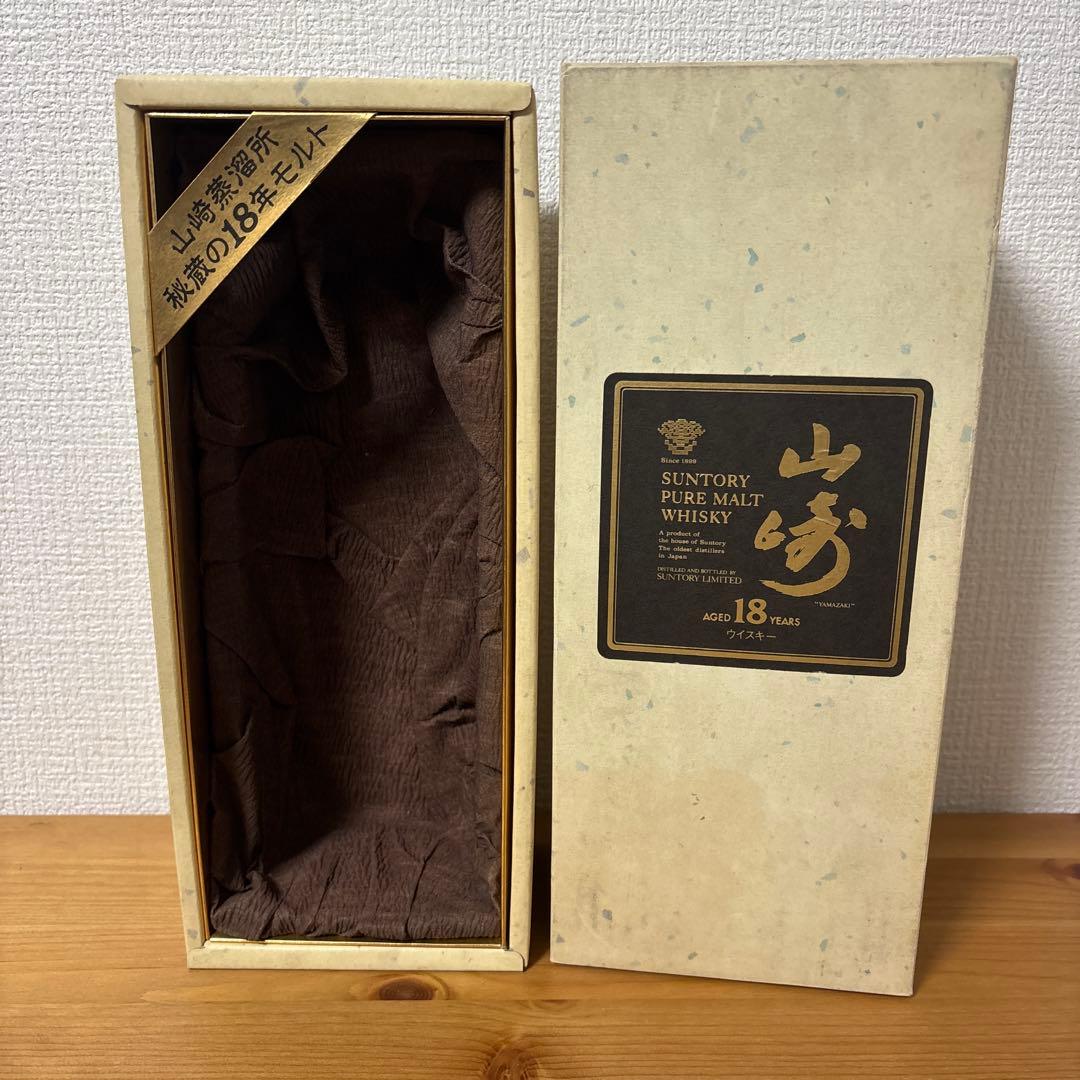 山崎蒸溜所
秘蔵の18年モルト
Since 1899
SUNTORY
PURE MALT
WHISKY
A product of
the house of Suntory
The oldest distillers
in Japan
DISTILLED AND BOTTLED BY
SUNTORY LIMITED
山崎
"YAMAZAKI"
AGED 18 YEARS
ウイスキー